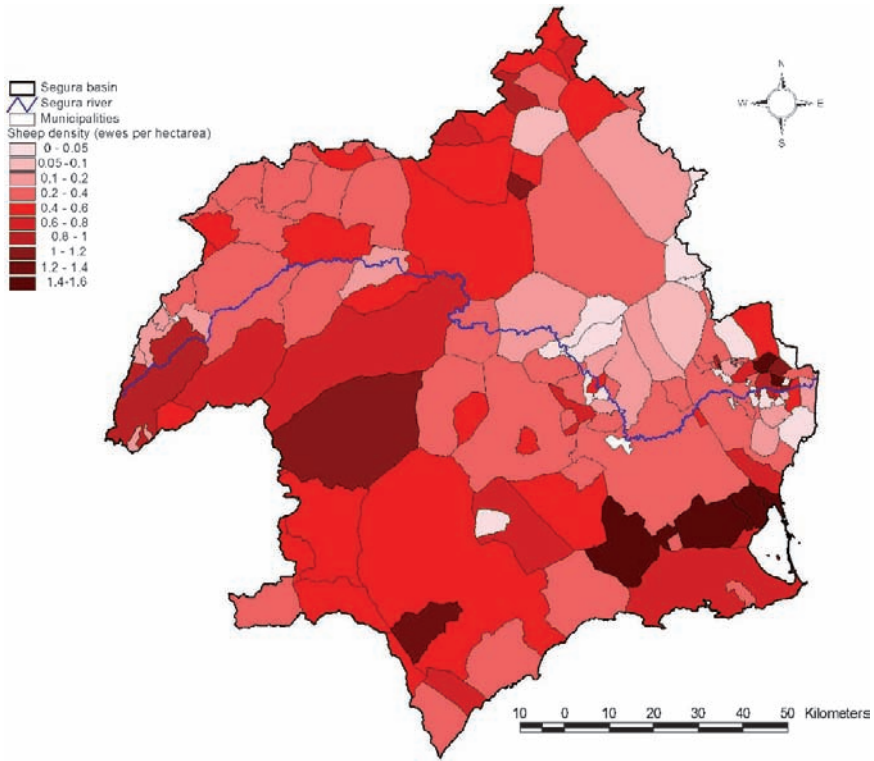 N
W E
S
Segura basin
Segura river
Municipalities
Sheep density (ewes per hectarea)
0 - 0.05
0.05-0.1
0.1 - 0.2
0.2 - 0.4
0.4 - 0.6
0.6 - 0.8
0.8 - 1
1 - 1.2
1.2 - 1.4
1.4-1.6
10 0 10 20 30 40 50 Kilometers